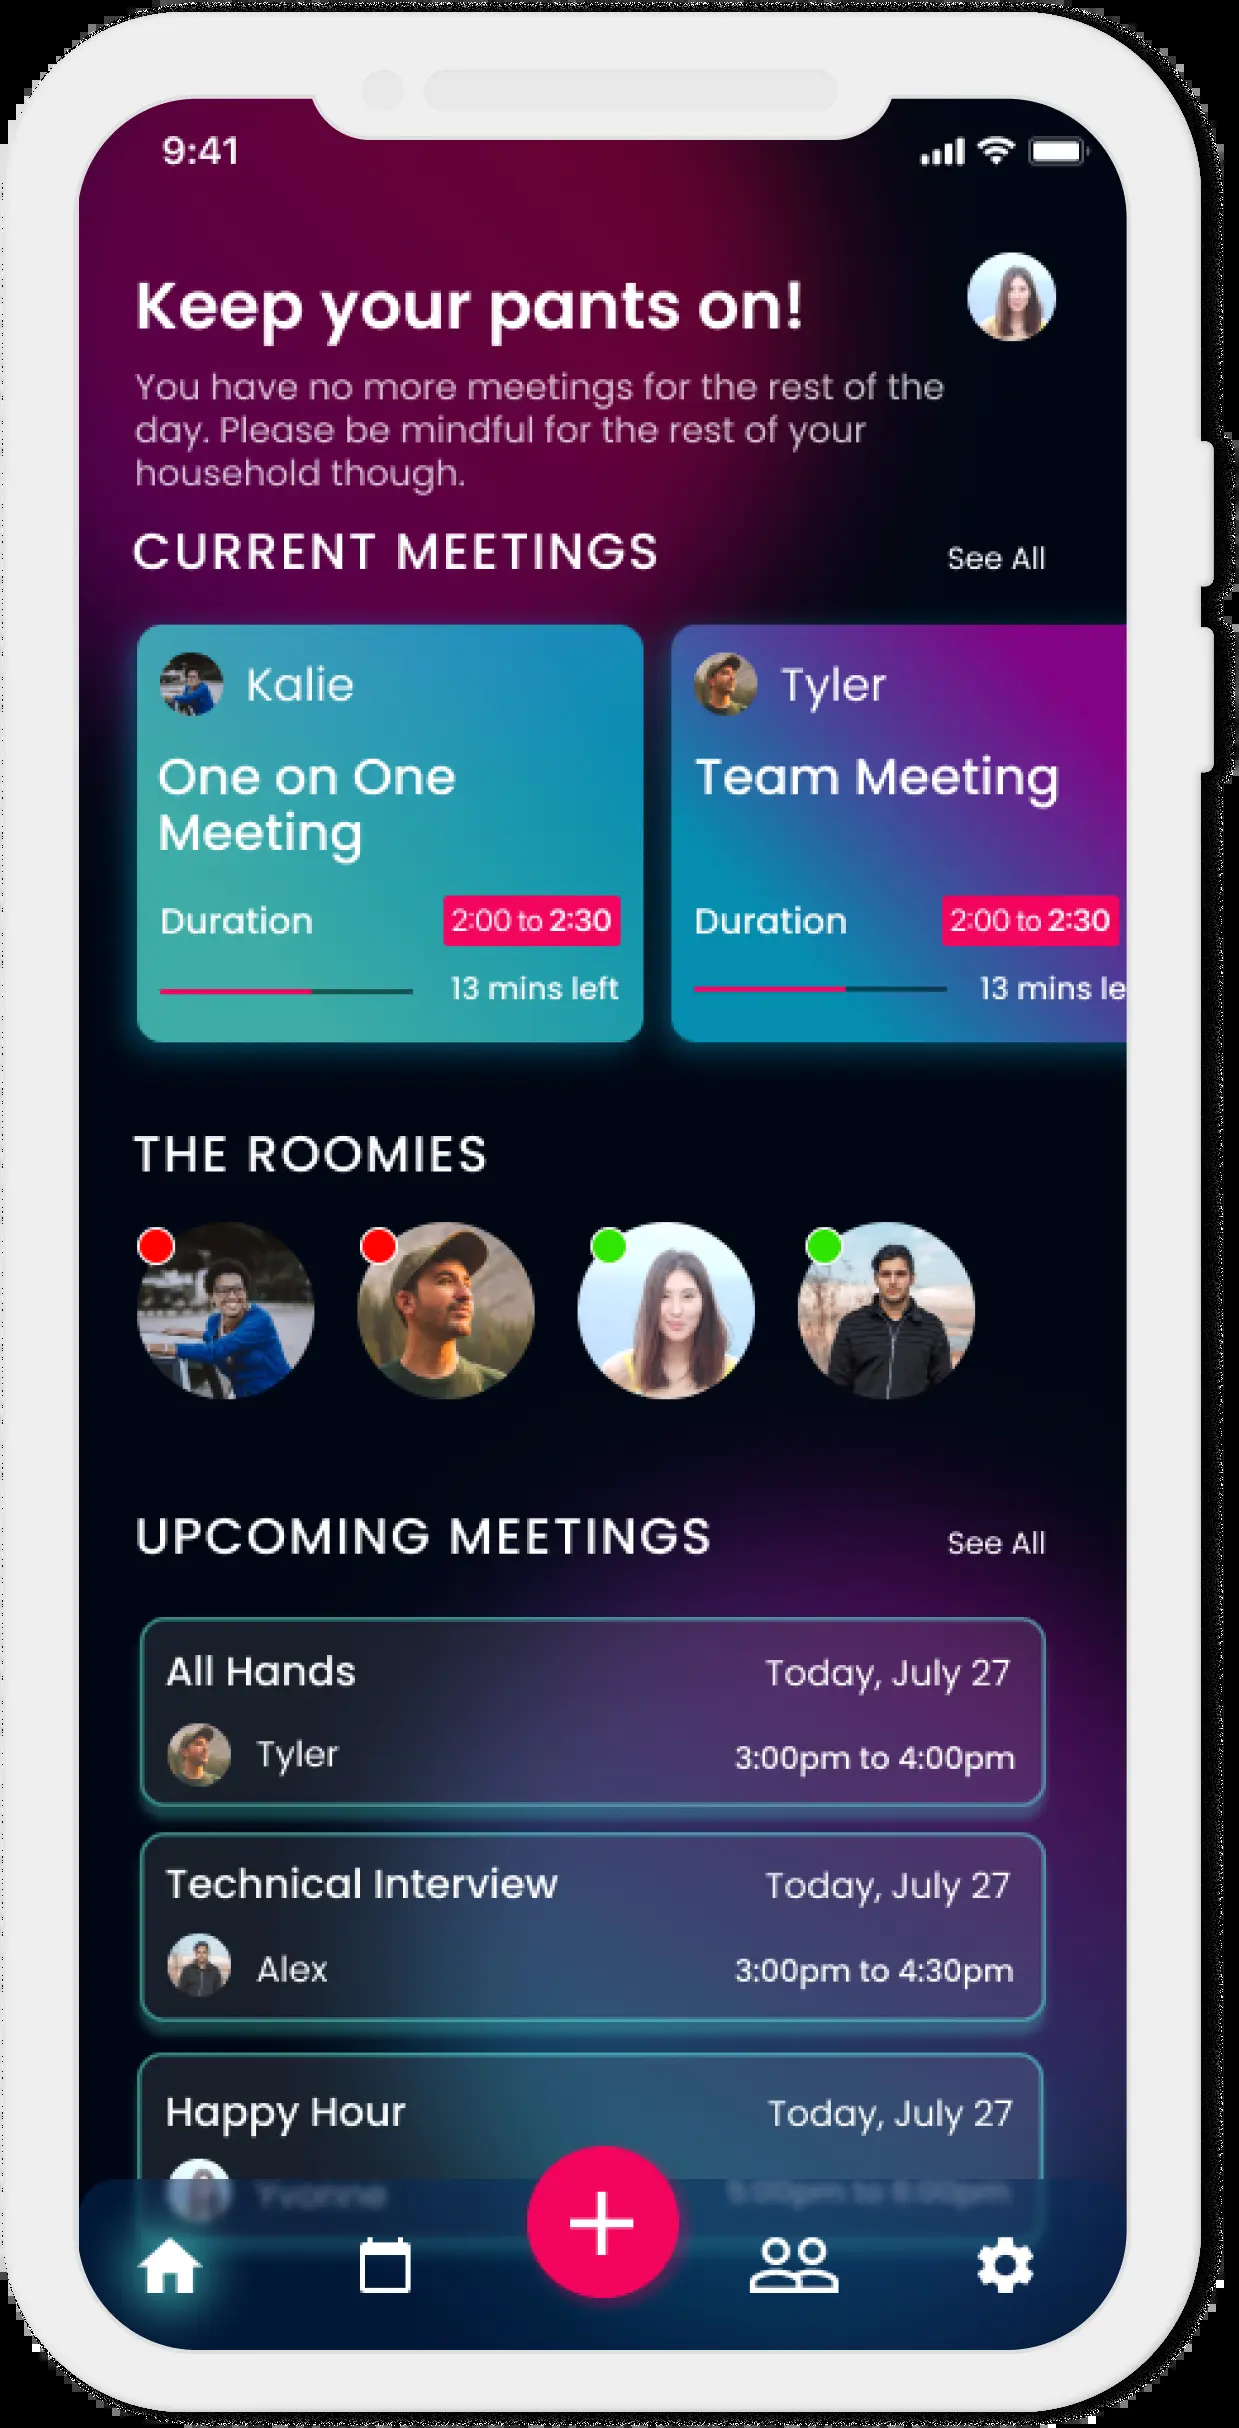 9:41
Keep your pants on!
You have no more meetings for the rest of the
day. Please be mindful for the rest of your
household though.
CURRENT MEETINGS
See All
Kalie
One on One
Meeting
Duration
2:00 to 2:30
13 mins left
Tyler
Team Meeting
Duration
2:00 to 2:30
13 mins le
THE ROOMIES
UPCOMING MEETINGS
See All
All Hands
Today, July 27
Tyler
3:00pm to 4:00pm
Technical Interview
Today, July 27
Alex
3:00pm to 4:30pm
Happy Hour
Today, July 27
Yvonne